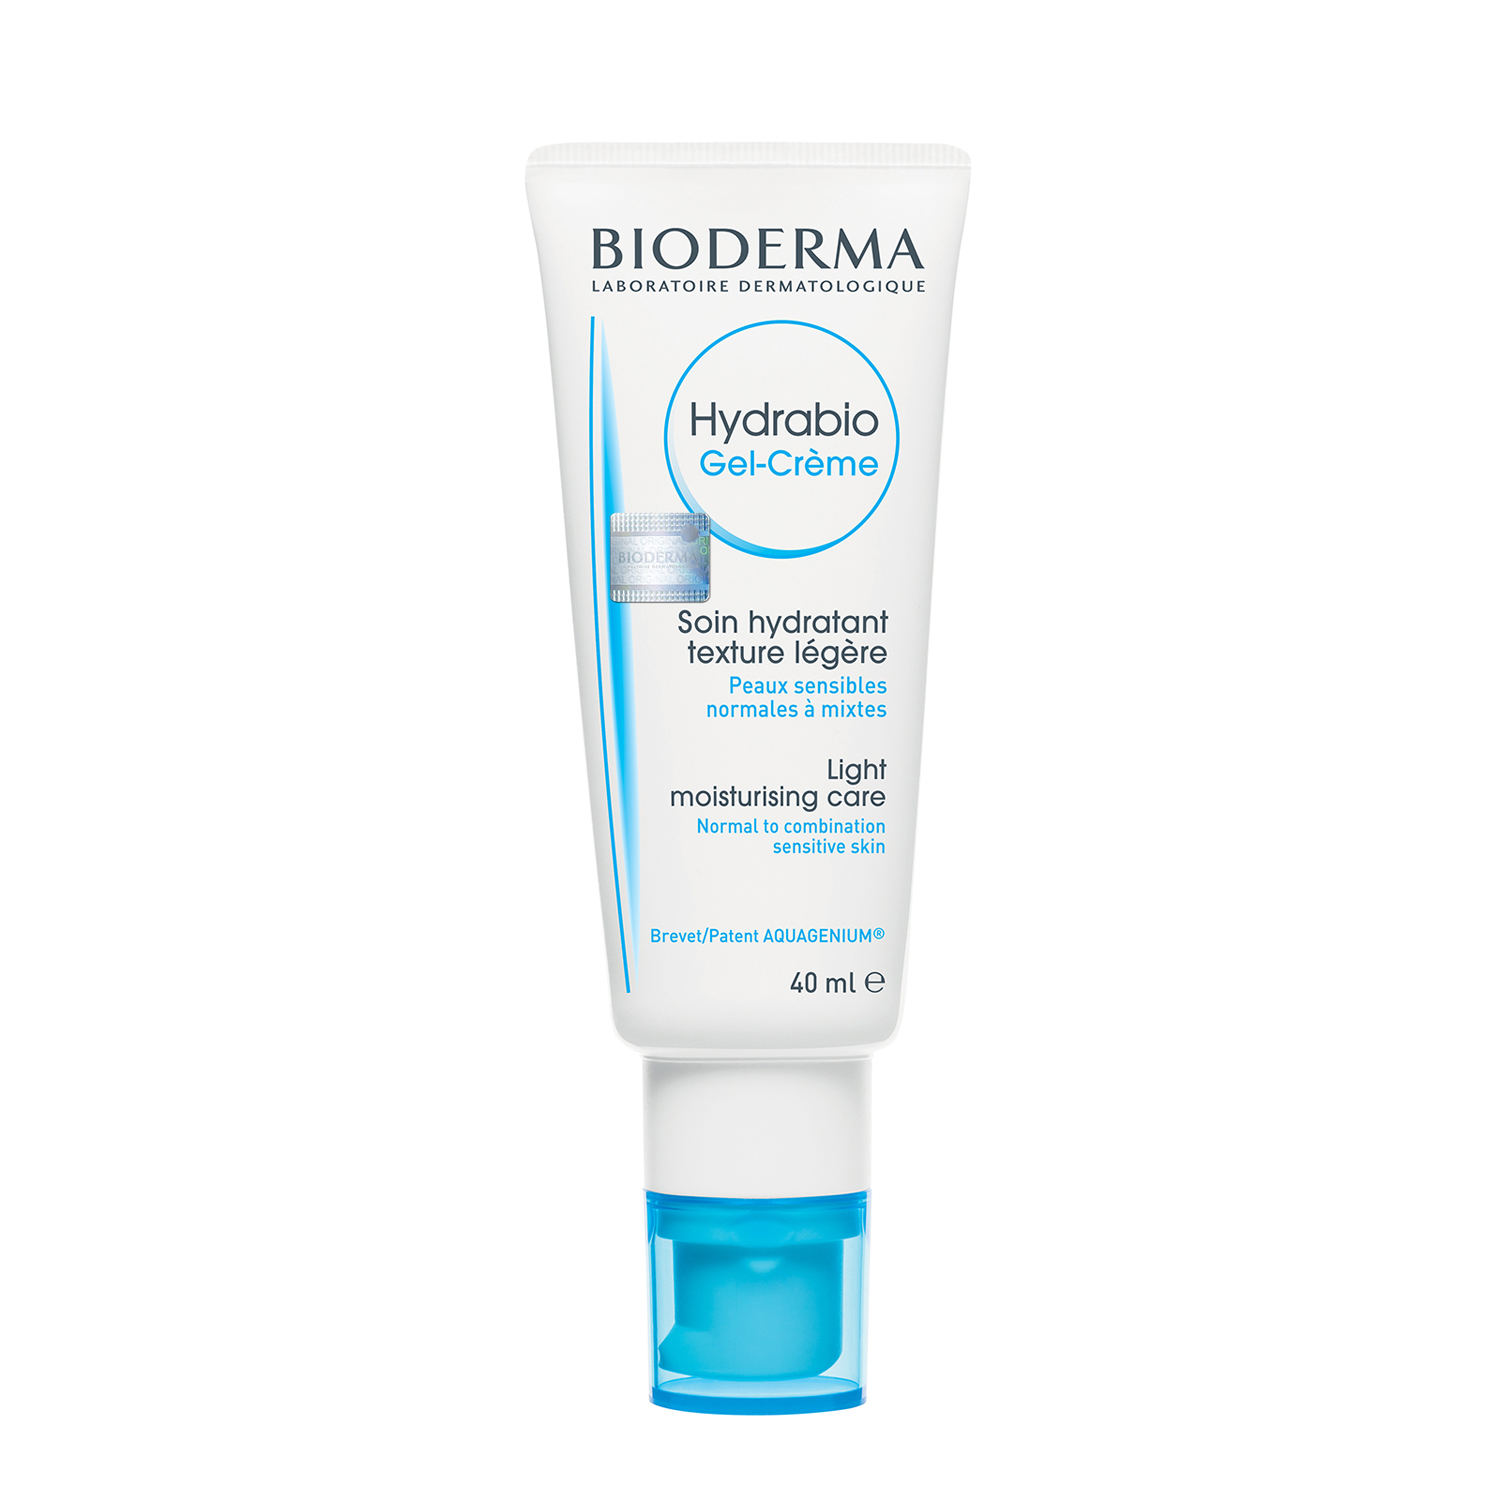 BIODERMA
LABORATOIRE DERMATOLOGIQUE
Hydrabio
Gel-Crème
BIODERMA
Soin hydratant
texture légère
Peaux sensibles
normales à mixtes
Light
moisturising care
Normal to combination
sensitive skin
Brevet/Patent AQUAGENIUM®
40 ml ℮